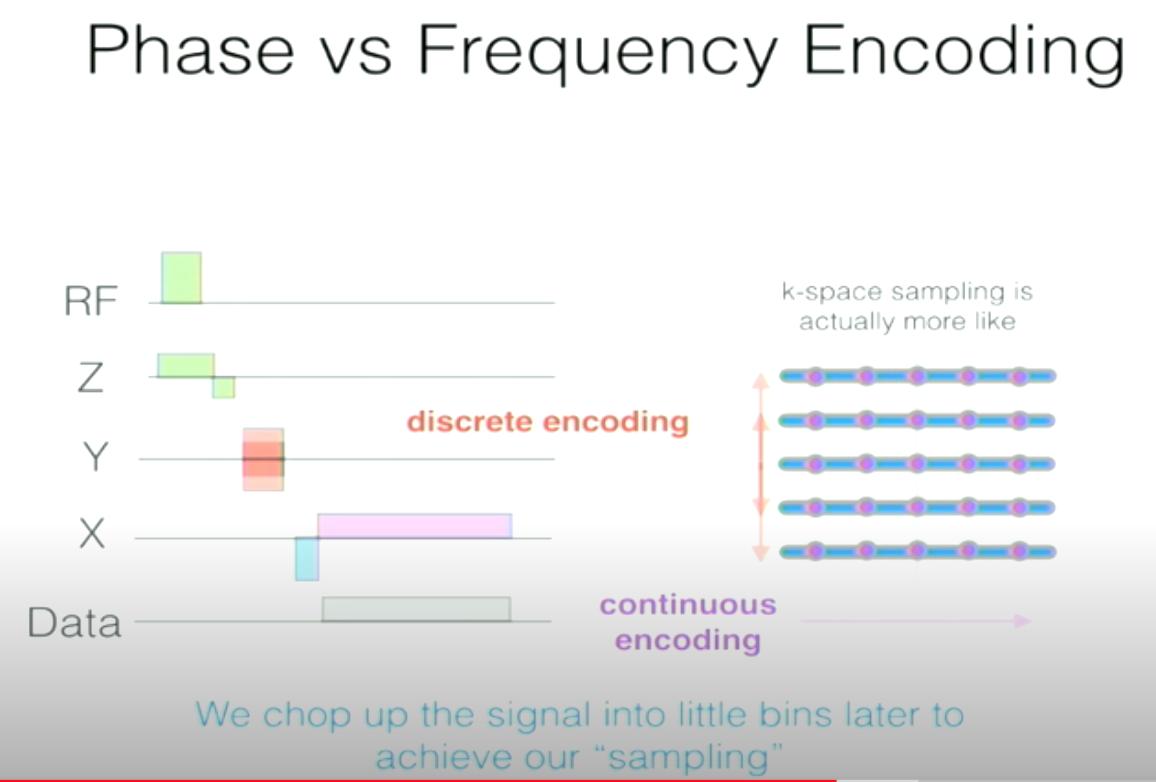 Phase vs Frequency Encoding
RF
Z
Y
X
Data
discrete encoding
k-space sampling is
actually more like
continuous
encoding
We chop up the signal into little bins later to
achieve our “sampling”